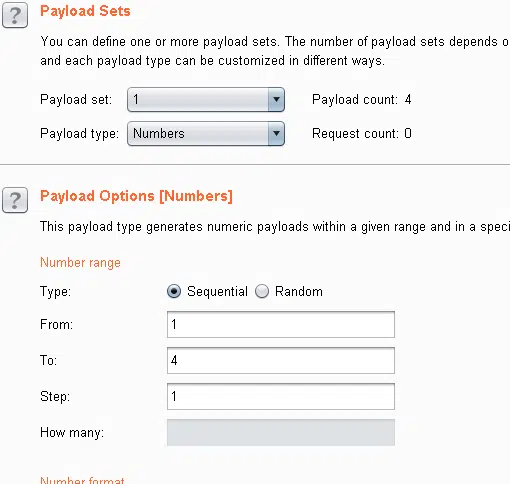 ? Payload Sets
You can define one or more payload sets. The number of payload sets depends o
and each payload type can be customized in different ways.
Payload set: 1 Payload count: 4
Payload type: Numbers Request count: 0
? Payload Options [Numbers]
This payload type generates numeric payloads within a given range and in a speci
Number range
Type: Sequential Random
From: 1
To: 4
Step: 1
How many:
Number format